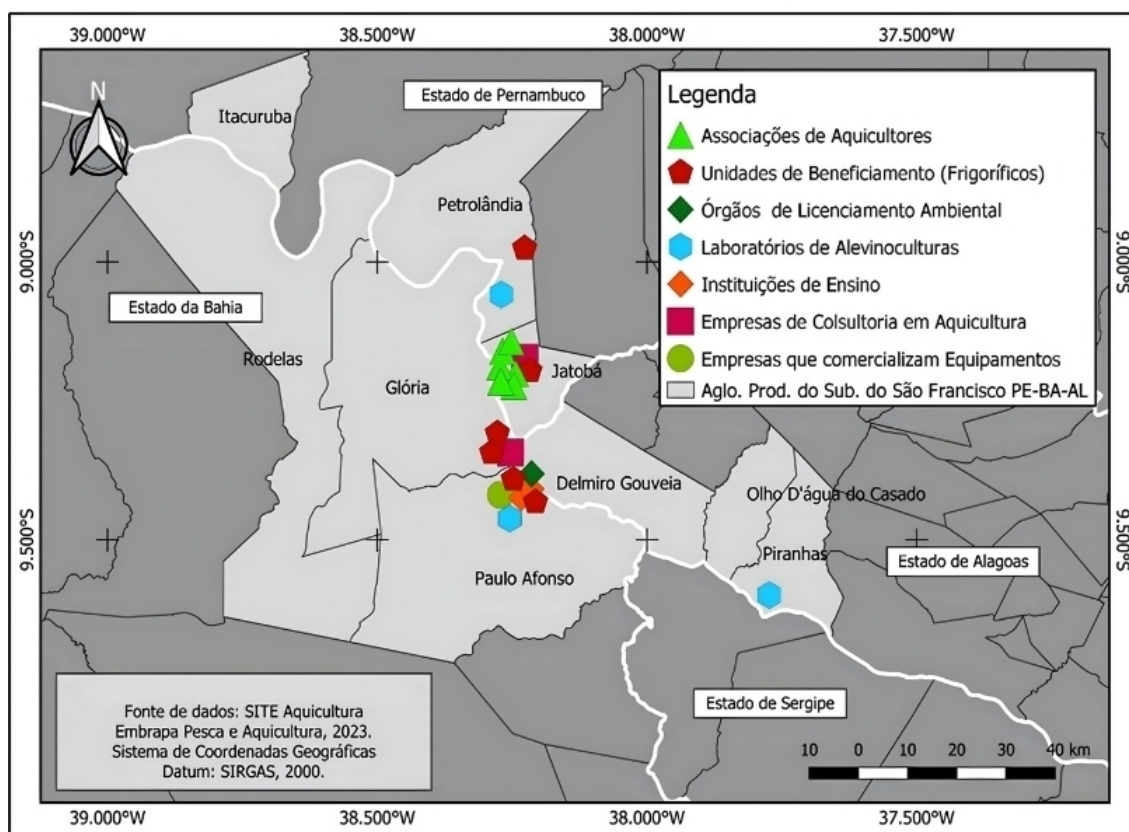 39.000°W 38.500°W 38.000°W 37.500°W
N
Estado de Pernambuco
Itacuruba
Petrolândia
Legenda
Associações de Aquicultores
Unidades de Beneficiamento (Frigoríficos)
Órgãos de Licenciamento Ambiental
Laboratórios de Alevinoculturas
Instituições de Ensino
Empresas de Colsultoria em Aquicultura
Empresas que comercializam Equipamentos
Aglo. Prod. do Sub. do São Francisco PE-BA-AL
9.000°S
9.000°S
Estado da Bahia
Rodelas
Glória
Jatobá
Delmiro Gouveia
Olho D'água do Casado
Piranhas
Estado de Alagoas
9.500°S
9.500°S
Paulo Afonso
Estado de Sergipe
Fonte de dados: SITE Aquicultura
Embrapa Pesca e Aquicultura, 2023.
Sistema de Coordenadas Geográficas
Datum: SIRGAS, 2000.
10 0 10 20 30 40 km
39.000°W 38.500°W 38.000°W 37.500°W